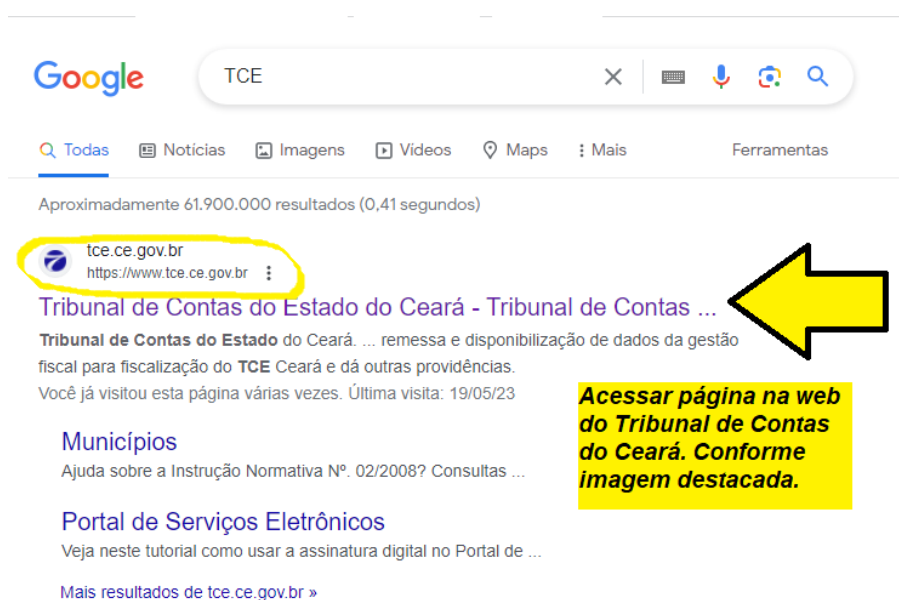 Google
TCE
Todas Notícias Imagens Vídeos Maps Mais Ferramentas
Aproximadamente 61.900.000 resultados (0,41 segundos)
tce.ce.gov.br
https://www.tce.ce.gov.br
Tribunal de Contas do Estado do Ceará - Tribunal de Contas ...
Tribunal de Contas do Estado do Ceará. ... remessa e disponibilização de dados da gestão
fiscal para fiscalização do TCE Ceará e dá outras providências.
Você já visitou esta página várias vezes. Última visita: 19/05/23
Acessar página na web
do Tribunal de Contas
do Ceará. Conforme
imagem destacada.
Municípios
Ajuda sobre a Instrução Normativa Nº. 02/2008? Consultas ...
Portal de Serviços Eletrônicos
Veja neste tutorial como usar a assinatura digital no Portal de ...
Mais resultados de tce.ce.gov.br »